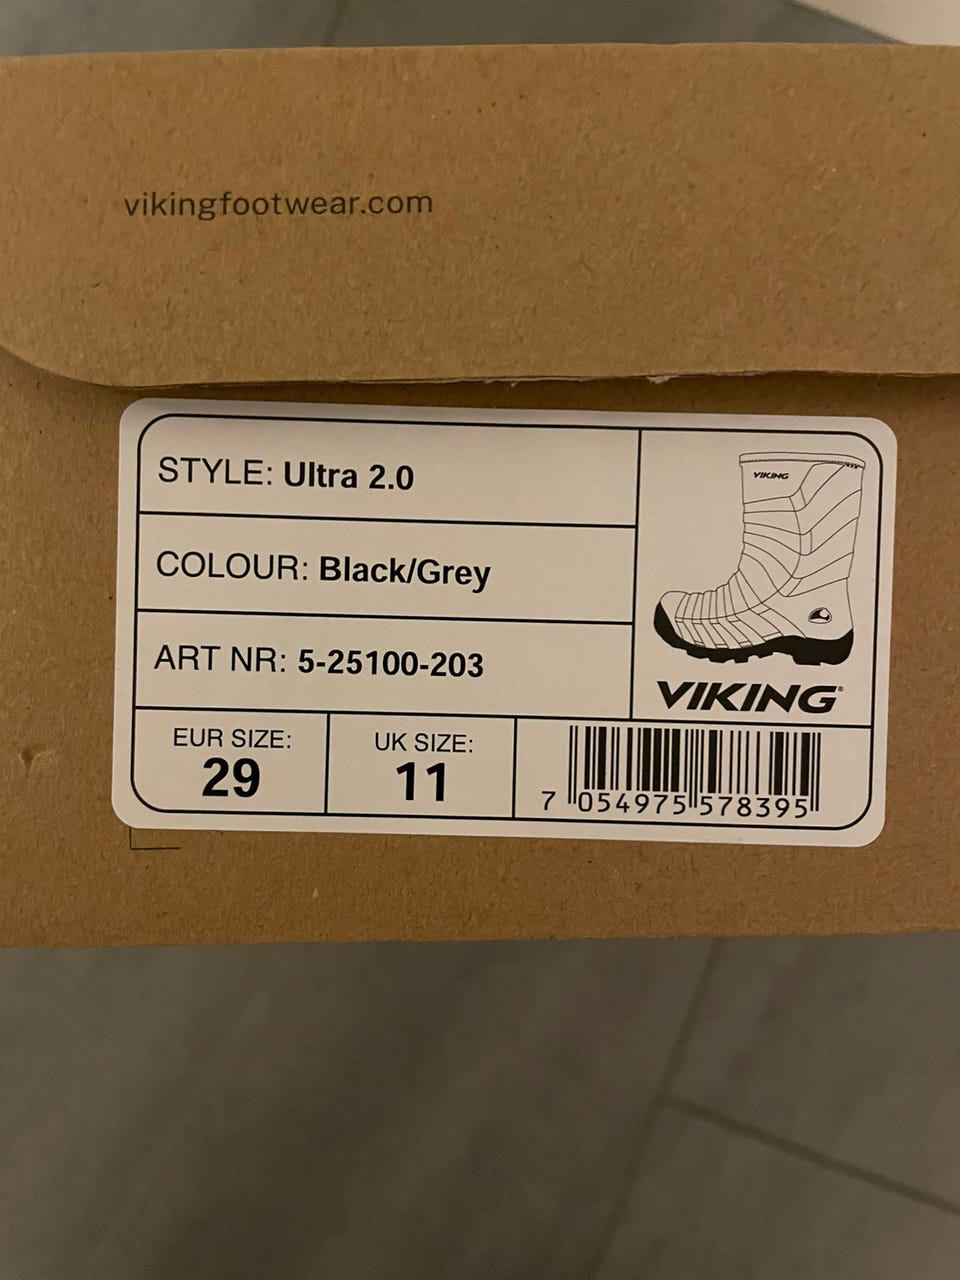 vikingfootwear.com
STYLE: Ultra 2.0
VIKING
COLOUR: Black/Grey
ART NR: 5-25100-203
VIKING®
EUR SIZE:
29
UK SIZE:
11
7 054975 578395